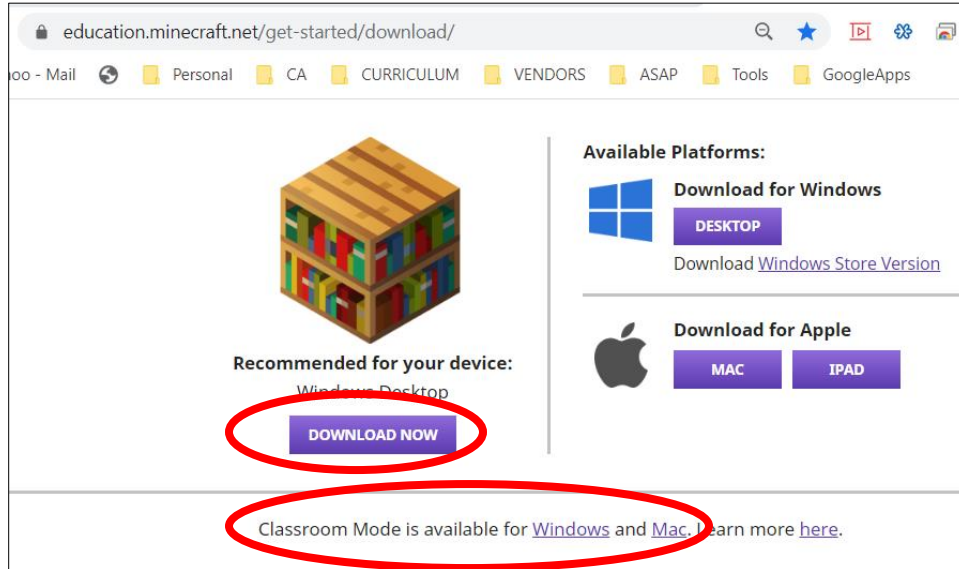 education.minecraft.net/get-started/download/
oo - Mail Personal CA CURRICULUM VENDORS ASAP Tools GoogleApps
Recommended for your device:
Windows Desktop
DOWNLOAD NOW
Available Platforms:
Download for Windows
DESKTOP
Download Windows Store Version
Download for Apple
MAC IPAD
Classroom Mode is available for Windows and Mac. Learn more here.